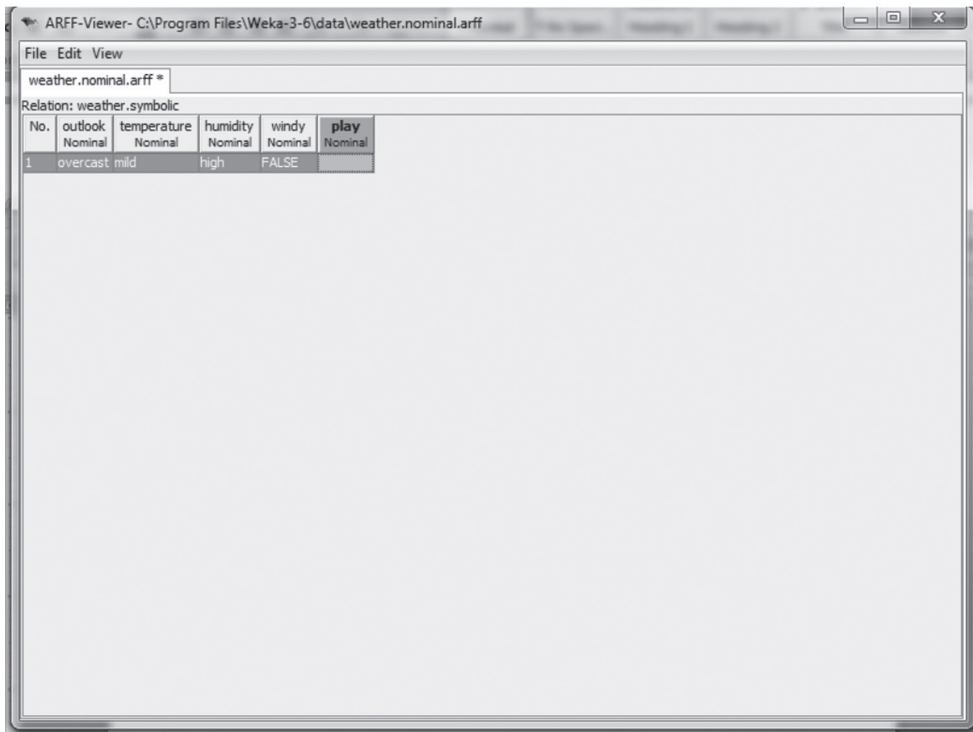 ARFF-Viewer- C:\Program Files\Weka-3-6\data\weather.nominal.arff
File Edit View
weather.nominal.arff *
Relation: weather.symbolic
No. outlook temperature humidity windy play
Nominal Nominal Nominal Nominal Nominal
1 overcast mild high FALSE